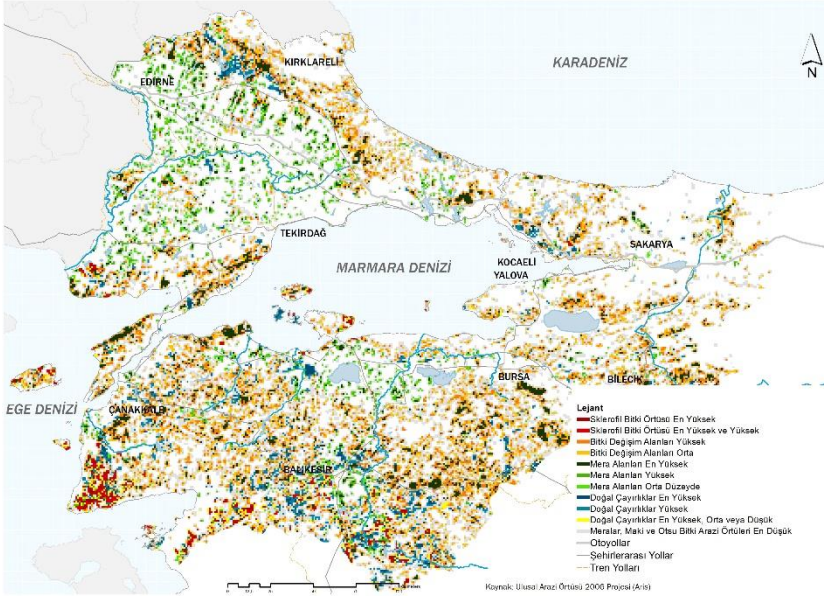 KARADENİZ
N
KIRKLARELİ
EDİRNE
TEKİRDAĞ
SAKARYA
KOCAELİ
YALOVA
MARMARA DENİZİ
BURSA
BİLECİK
EGE DENİZİ
ÇANAKKALE
BALIKESİR
Lejant
Sklerofil Bitki Örtüsü En Yüksek
Sklerofil Bitki Örtüsü En Yüksek ve Yüksek
Bitki Değişim Alanları Yüksek
Bitki Değişim Alanları Orta
Mera Alanları En Yüksek
Mera Alanları Yüksek
Mera Alanları Orta Düzeyde
Doğal Çayırlıklar En Yüksek
Doğal Çayırlıklar Yüksek
Doğal Çayırlıklar En Yüksek, Orta veya Düşük
Meralar, Maki ve Otsu Bitki Arazi Örtüleri En Düşük
Otoyollar
Şehirlerarası Yollar
Tren Yolları
Kaynak: Ulusal Arazi Örtüsü 2006 Projesi (Aris)